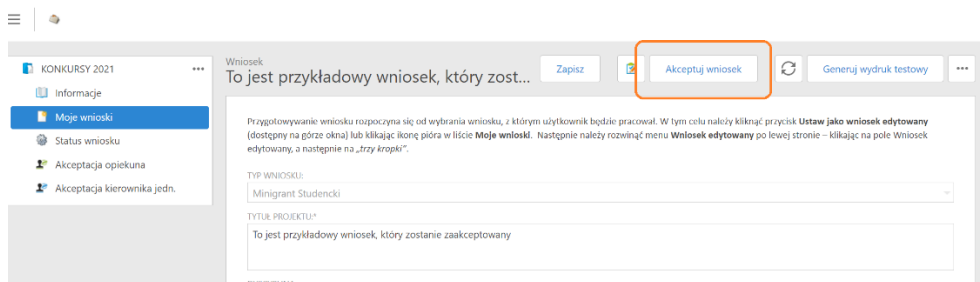 KONKURSY 2021
Informacje
Moje wnioski
Status wniosku
Akceptacja opiekuna
Akceptacja kierownika jedn.
Wniosek
To jest przykładowy wniosek, który zost...
Zapisz
Akceptuj wniosek
Generuj wydruk testowy
Przygotowywanie wniosku rozpoczyna się od wybrania wniosku, z którym użytkownik będzie pracował. W tym celu należy kliknąć przycisk Ustaw jako wniosek edytowany
(dostępny na górze okna) lub klikając ikonę pióra w liście Moje wnioski. Następnie należy rozwinąć menu Wniosek edytowany po lewej stronie – klikając na pole Wniosek
edytowany, a następnie na „trzy kropki”.
TYP WNIOSKU:
Minigrant Studencki
TYTUŁ PROJEKTU:*
To jest przykładowy wniosek, który zostanie zaakceptowany